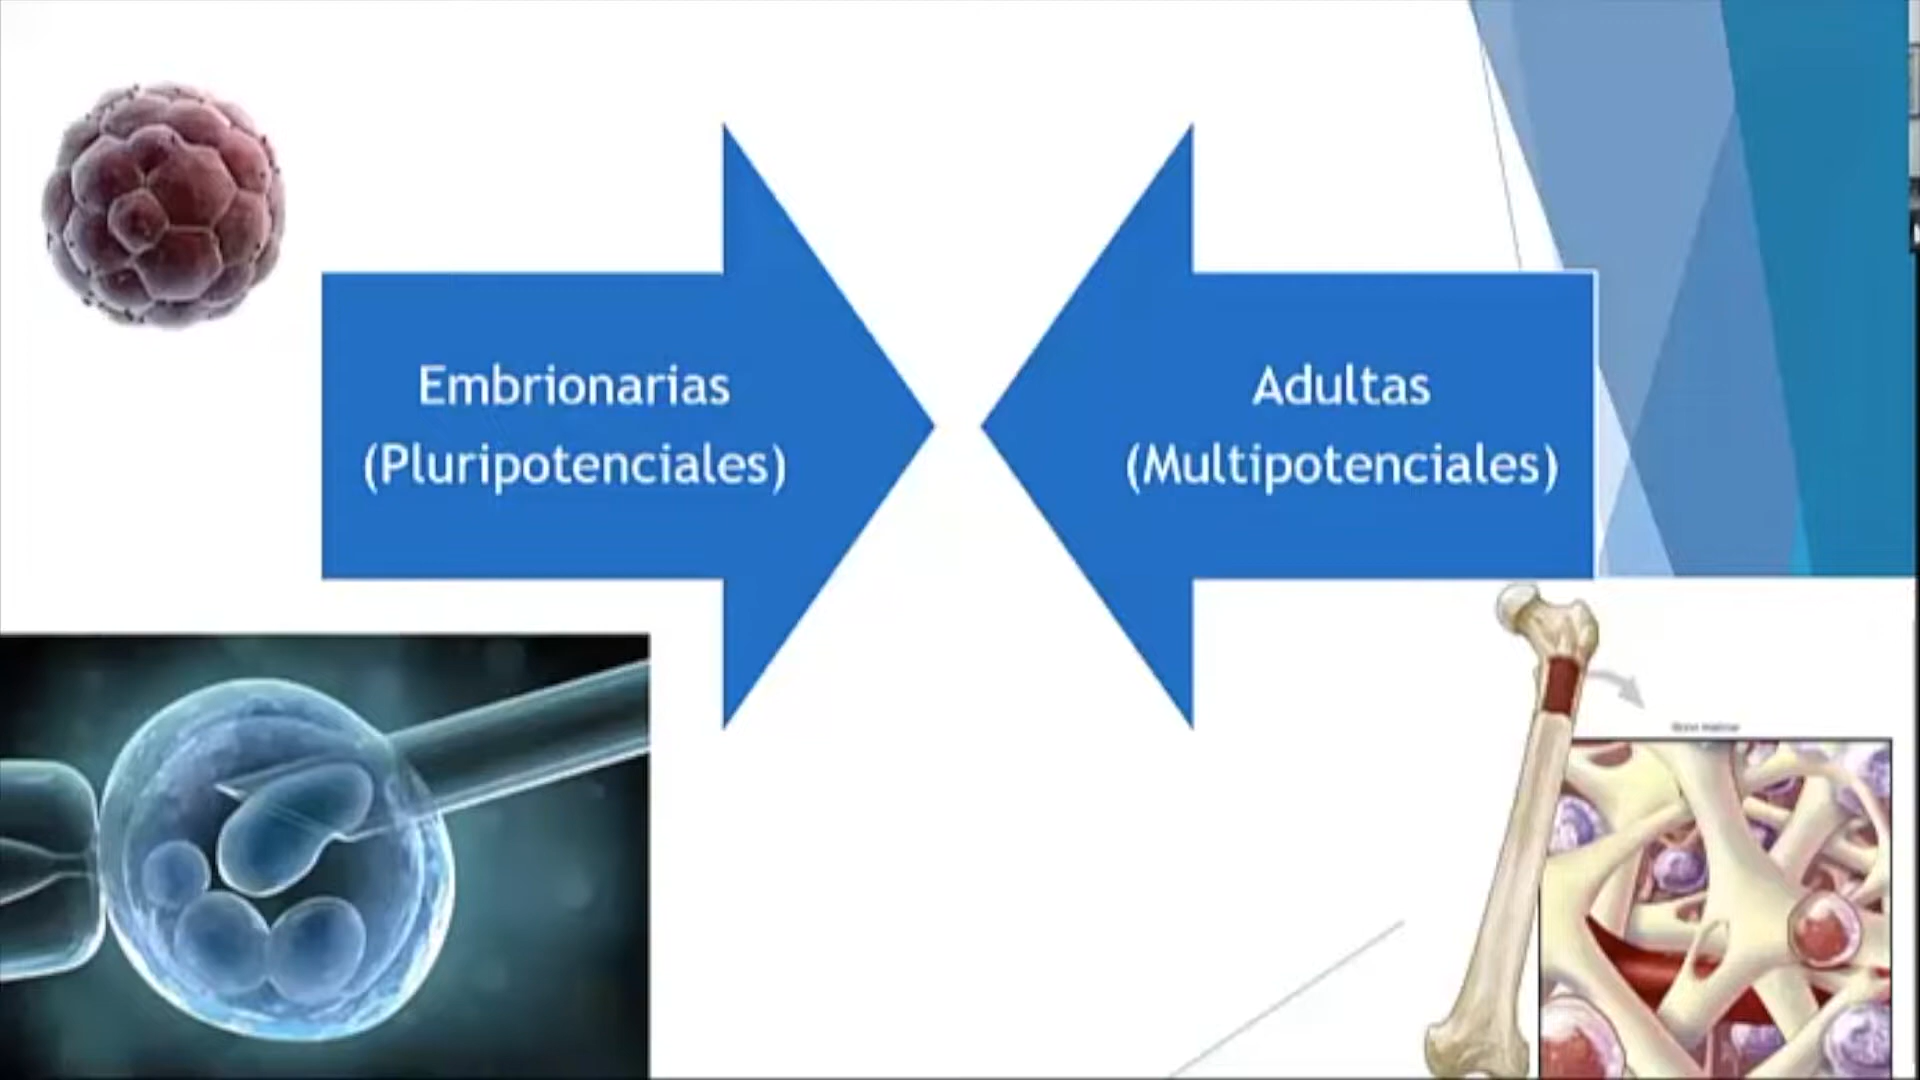 Embrionarias
(Pluripotenciales)
Adultas
(Multipotenciales)